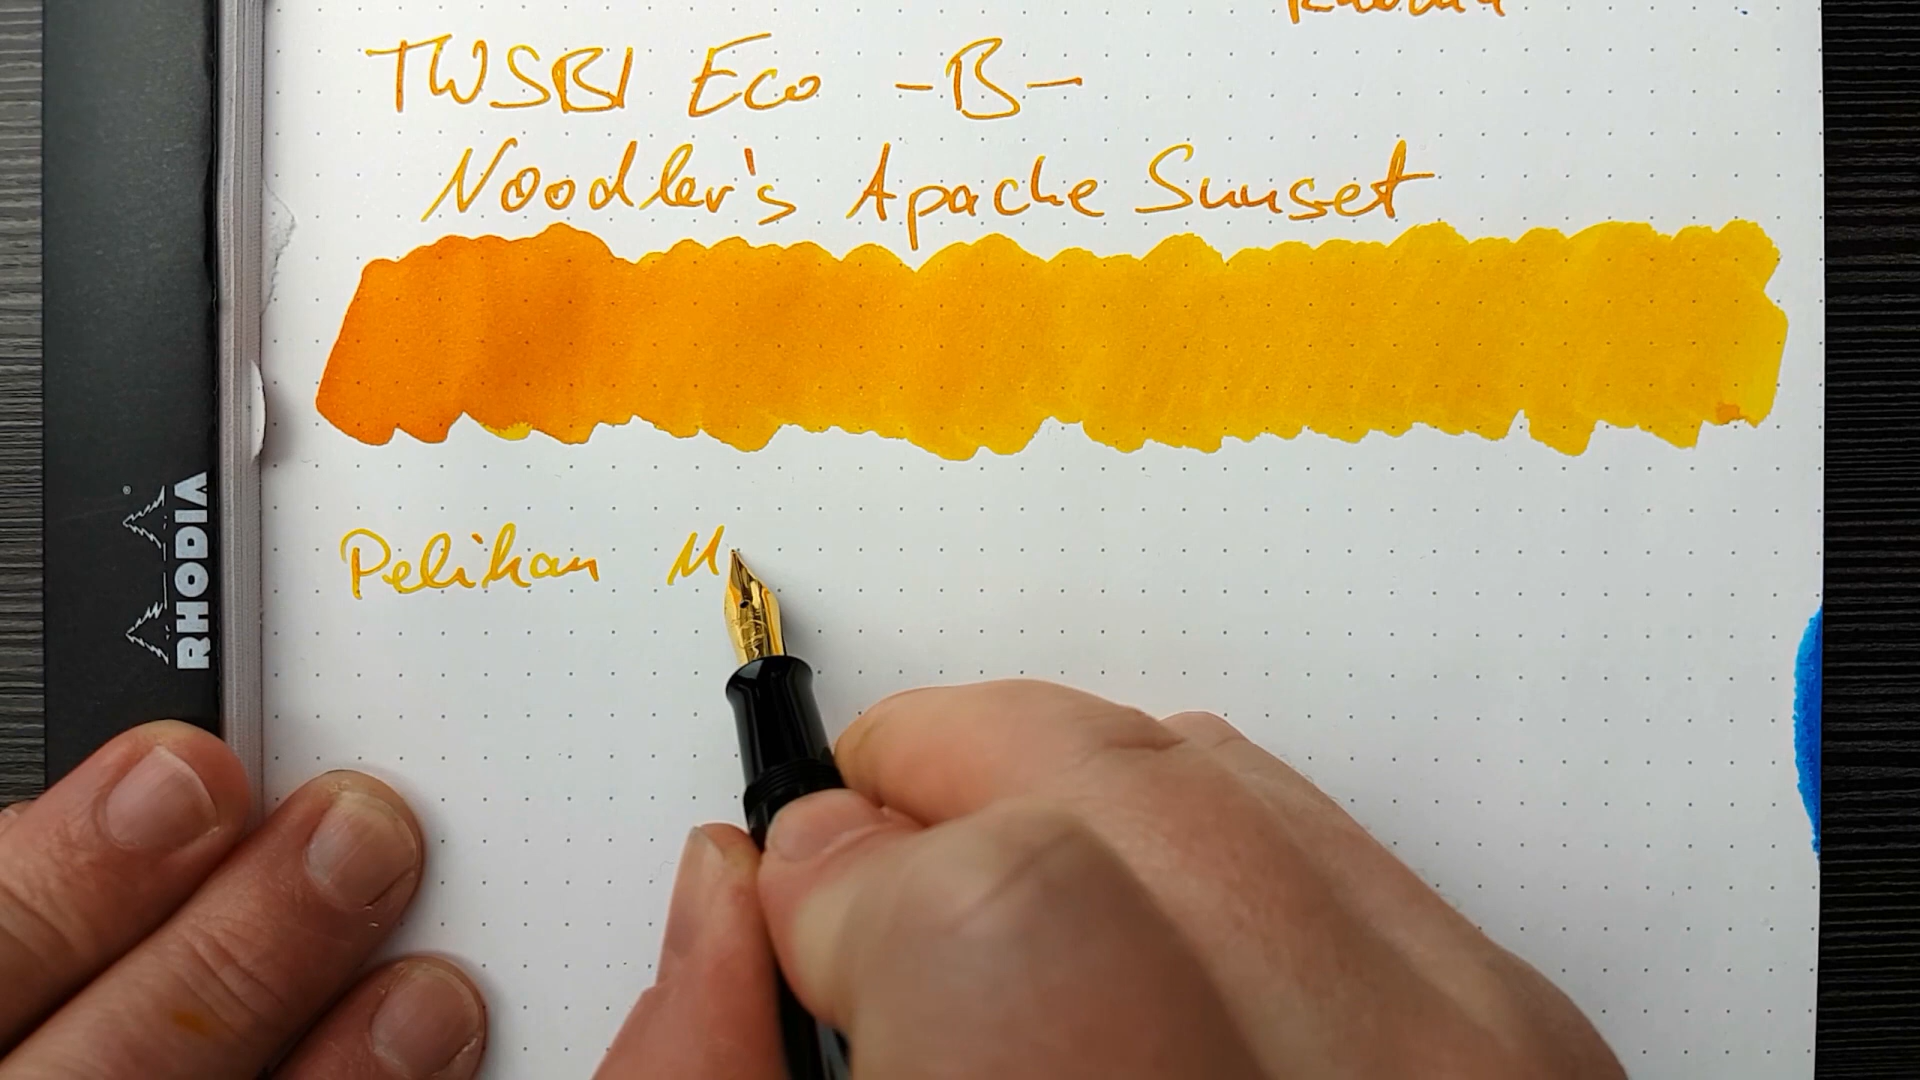 TWSBI Eco -B-
Noodler's Apache Sunset
Pelikan M
RHODIA